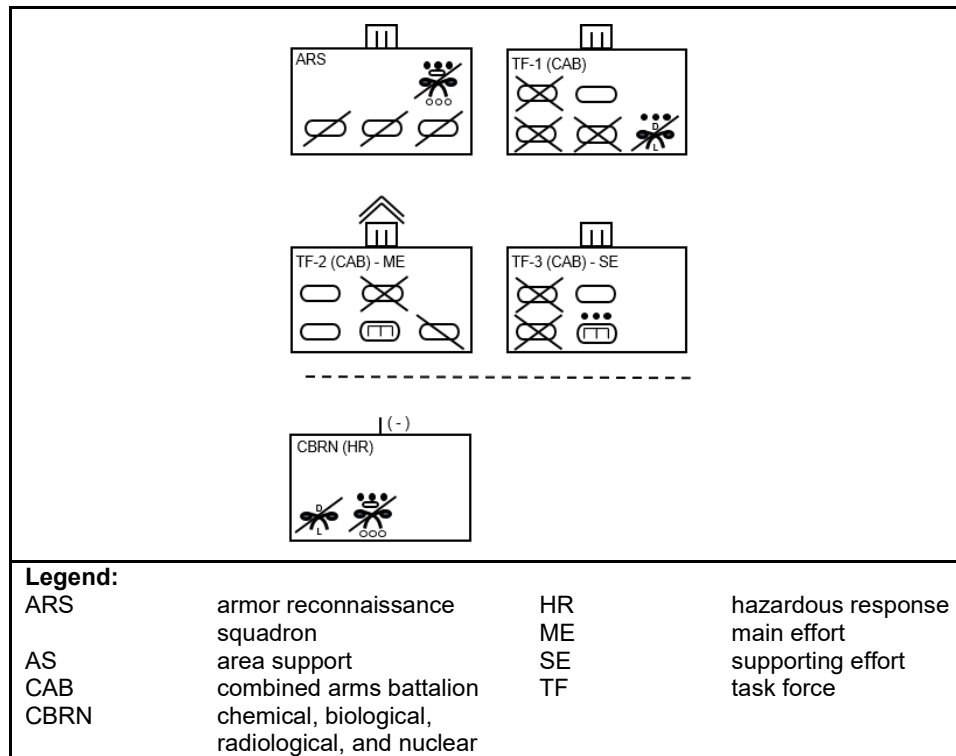 ARS
TF-1 (CAB)
D
L
TF-2 (CAB) - ME
TF-3 (CAB) - SE
( - )
CBRN (HR)
D
L
Legend:
ARS armor reconnaissance squadron
AS area support
CAB combined arms battalion
CBRN chemical, biological, radiological, and nuclear
HR hazardous response
ME main effort
SE supporting effort
TF task force